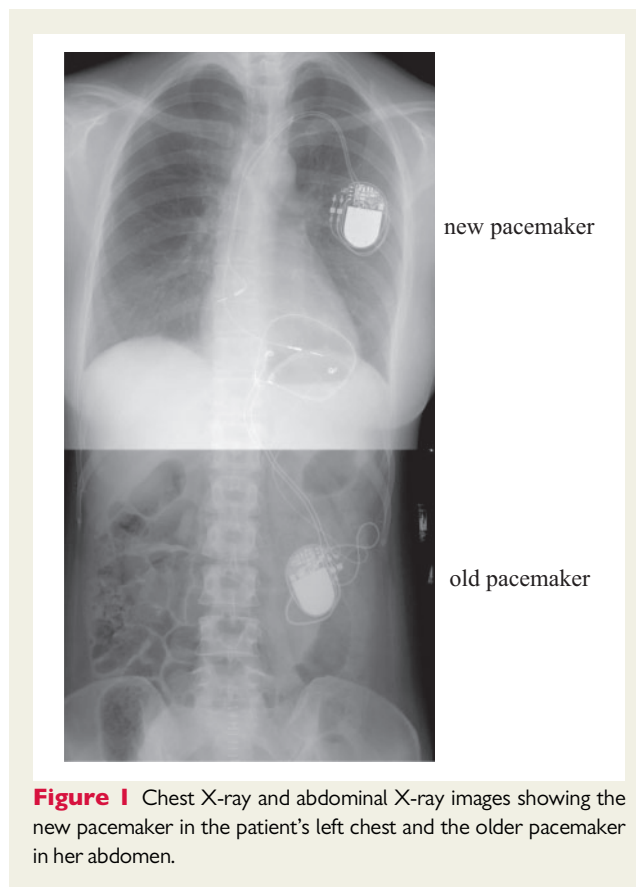 new pacemaker
old pacemaker
Figure 1 Chest X-ray and abdominal X-ray images showing the
new pacemaker in the patient's left chest and the older pacemaker
in her abdomen.